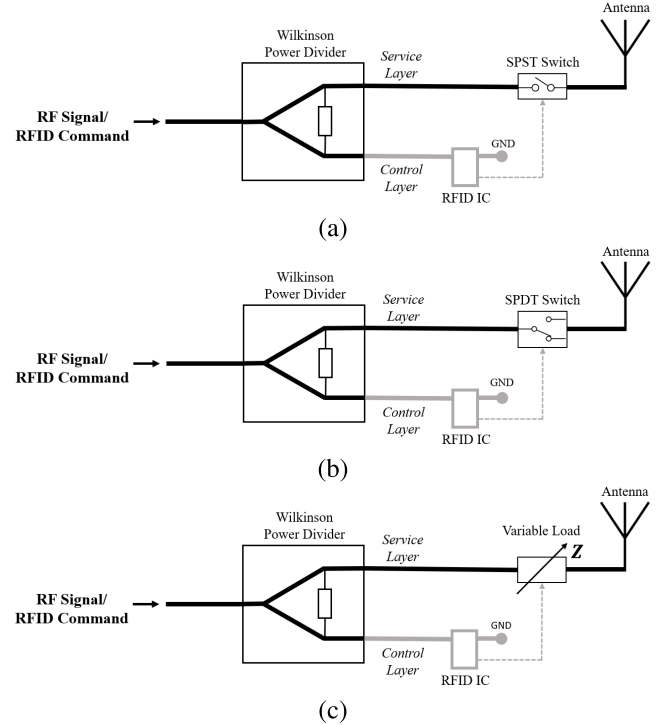 Antenna
Wilkinson
Power Divider
Service
Layer
SPST Switch
RF Signal/
RFID Command
GND
Control
Layer
RFID IC
(a)
Antenna
Wilkinson
Power Divider
Service
Layer
SPDT Switch
RF Signal/
RFID Command
GND
Control
Layer
RFID IC
(b)
Antenna
Wilkinson
Power Divider
Service
Layer
Variable Load
Z
RF Signal/
RFID Command
GND
Control
Layer
RFID IC
(c)